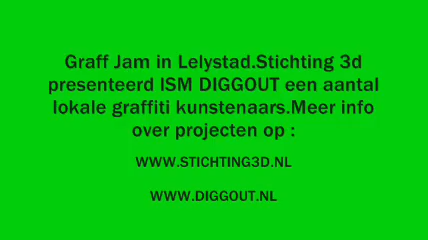 Graff Jam in Lelystad.Stichting 3d
presenteerd ISM DIGGOUT een aantal
lokale graffiti kunstenaars.Meer info
over projecten op :
WWW.STICHTING3D.NL
WWW.DIGGOUT.NL